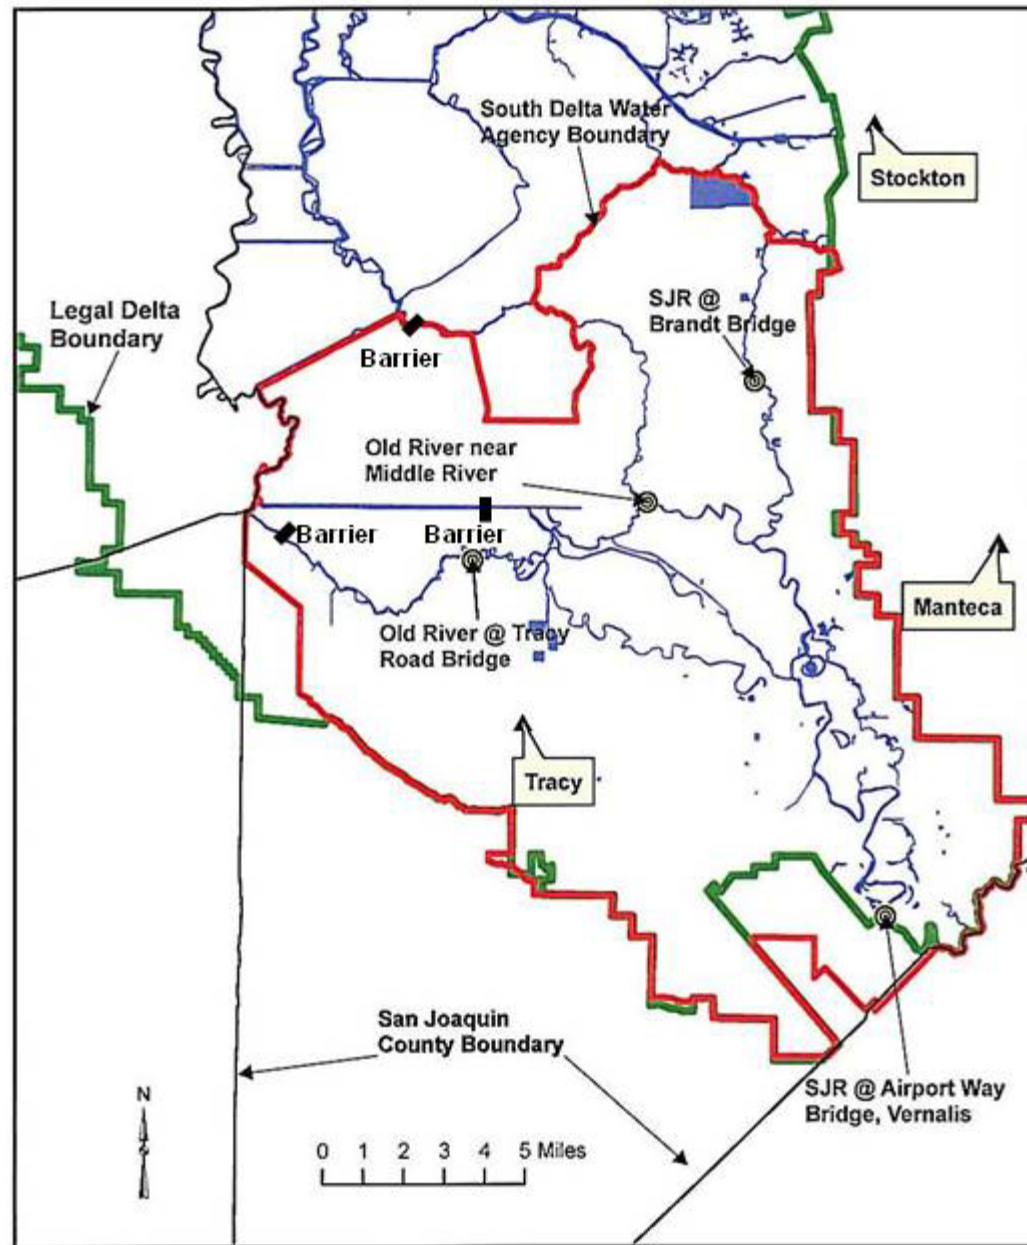 South Delta Water
Agency Boundary
Stockton
Legal Delta
Boundary
SJR @
Brandt Bridge
Barrier
Old River near
Middle River
Barrier
Barrier
Manteca
Old River @ Tracy
Road Bridge
Tracy
San Joaquin
County Boundary
SJR @ Airport Way
Bridge, Vernalis
N
0 1 2 3 4 5 Miles